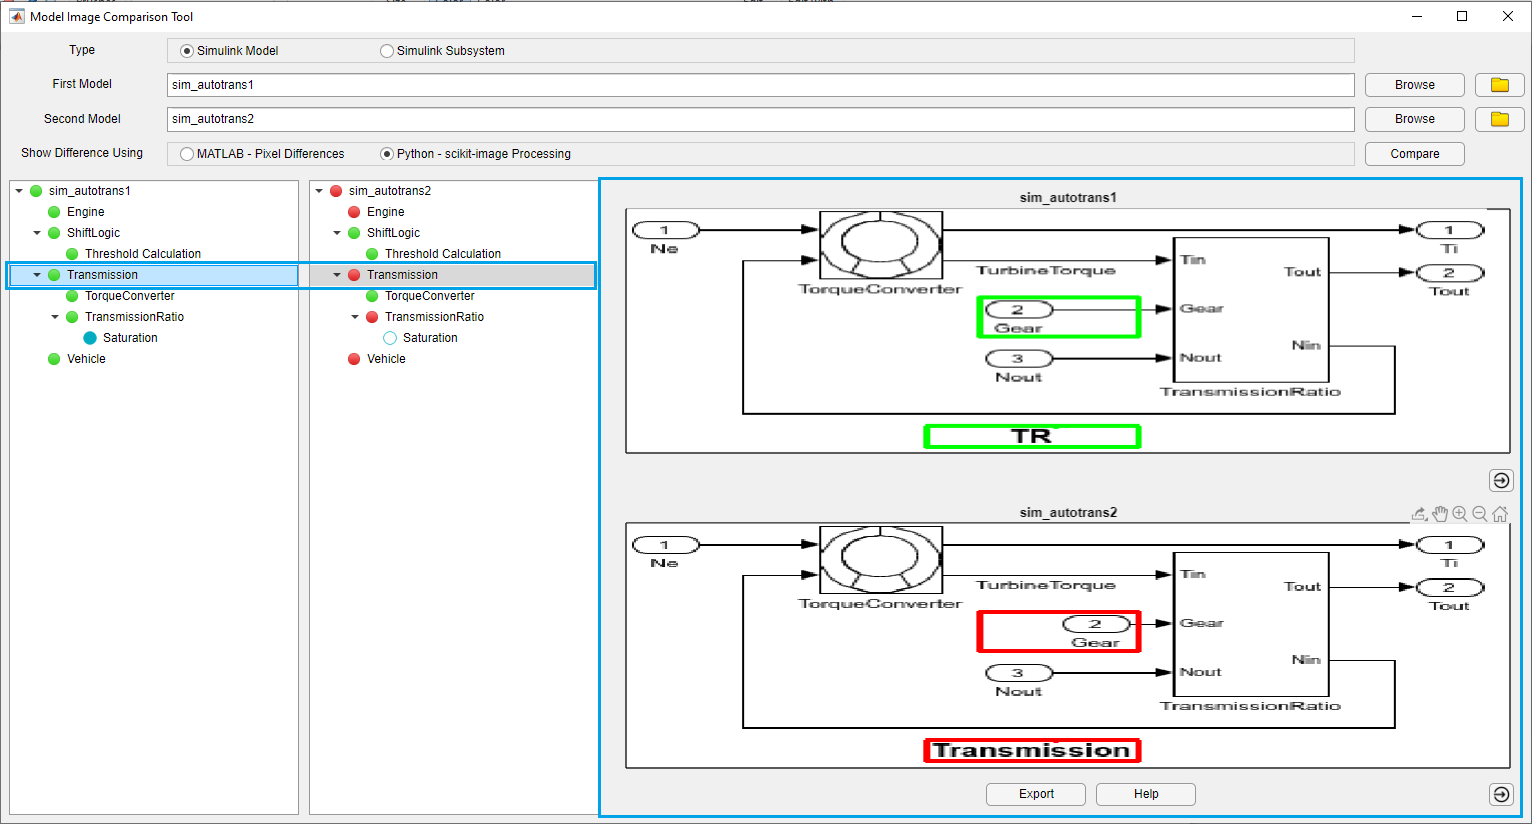 Model Image Comparison Tool
Type
Simulink Model
Simulink Subsystem
First Model
sim_autotrans1
Browse
Second Model
sim_autotrans2
Browse
Show Difference Using
MATLAB - Pixel Differences
Python - scikit-image Processing
Compare
sim_autotrans1
Engine
ShiftLogic
Threshold Calculation
Transmission
TorqueConverter
TransmissionRatio
Saturation
Vehicle
sim_autotrans2
Engine
ShiftLogic
Threshold Calculation
Transmission
TorqueConverter
TransmissionRatio
Saturation
Vehicle
sim_autotrans1
1
Ne
TorqueConverter
TurbineTorque
2
Gear
3
Nout
Tin
Gear
Nout
Tout
Nin
TransmissionRatio
1
Ti
2
Tout
TR
sim_autotrans2
1
Ne
TorqueConverter
TurbineTorque
2
Gear
3
Nout
Tin
Gear
Nout
Tout
Nin
TransmissionRatio
1
Ti
2
Tout
Transmission
Export
Help